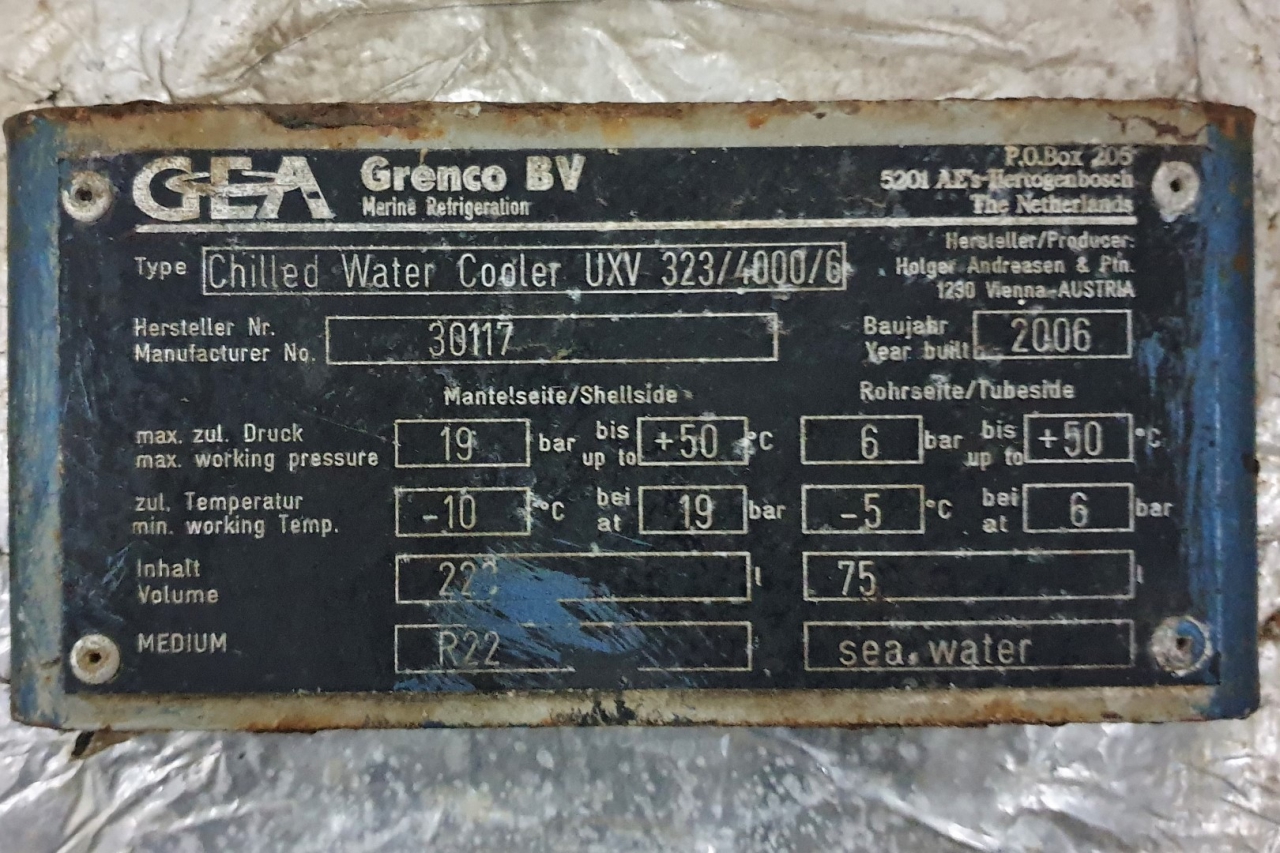 GEA Grenco BV
Marine Refrigeration
P.O.Box 205
5201 AE's-Hertogenbosch
The Netherlands
Type Chilled Water Cooler UXV 323/4000/6
Hersteller/Producer:
Holger Andreasen & Ptn.
1230 Vienna-AUSTRIA
Hersteller Nr.
Manufacturer No. 30117
Baujahr
Year built 2006
Mantelseite/Shellside Rohrseite/Tubeside
max. zul. Druck
max. working pressure 19 bar bis up to +50 °C 6 bar bis up to +50 °C
zul. Temperatur
min. working Temp. -10 °C bei at 19 bar -5 °C bei at 6 bar
Inhalt
Volume l 75 l
MEDIUM R22 sea water